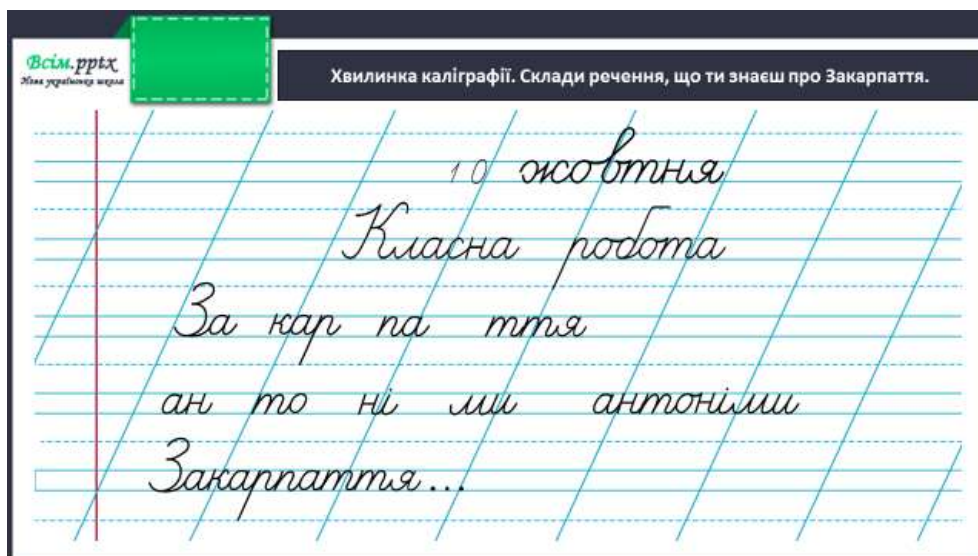 Всім.pptx
Нова українська школа
Хвилинка каліграфії. Склади речення, що ти знаєш про Закарпаття.
10 жовтня
Класна робота
За кар па ття
ан то ні ми антоніми
Закарпаття...